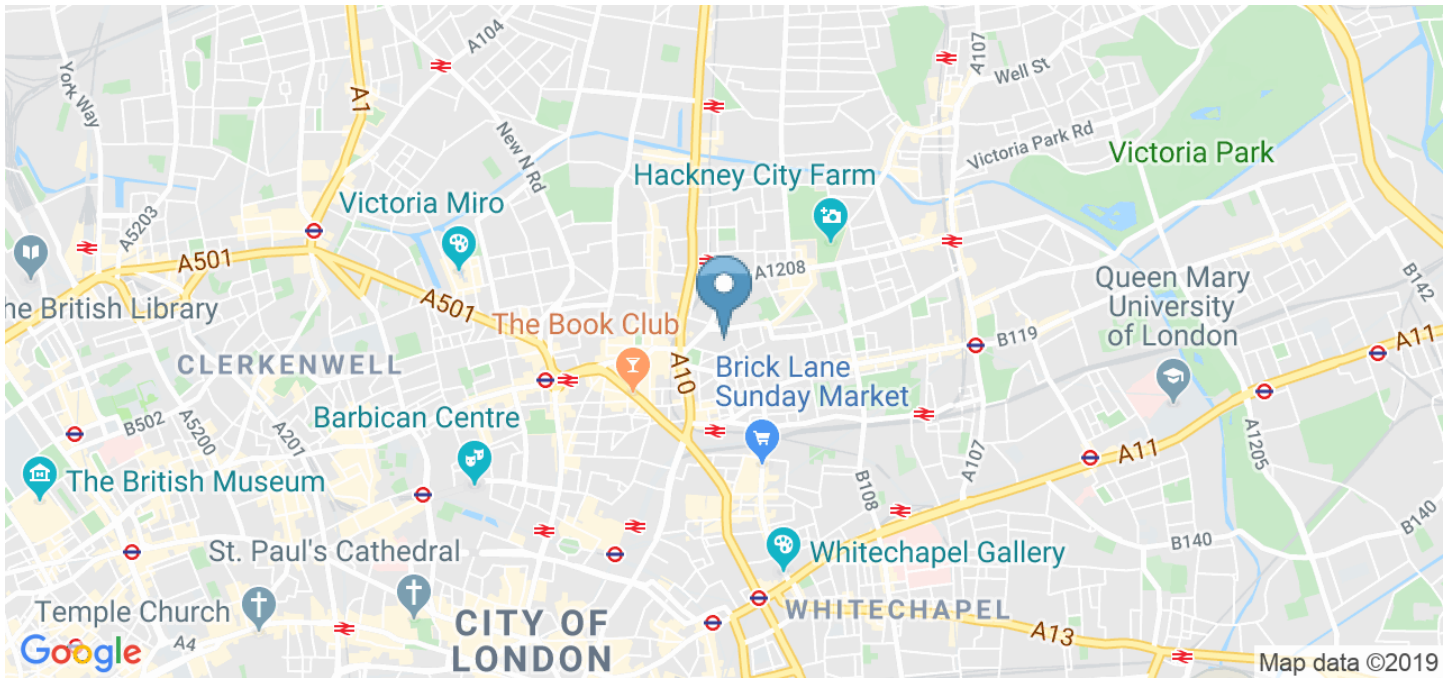 A104
A107
Well St
York Way
A1
New N Rd
Victoria Park Rd
Victoria Park
Hackney City Farm
Victoria Miro
A5203
A501
A1208
B142
he British Library
A501
Queen Mary
University
of London
The Book Club
B119
A11
CLERKENWELL
A10
Brick Lane
Sunday Market
Barbican Centre
B502
A5200
A201
A1205
A11
A107
B108
The British Museum
B140
B140
St. Paul's Cathedral
Whitechapel Gallery
Temple Church
CITY OF
LONDON
WHITECHAPEL
A13
A4
Google
Map data ©2019